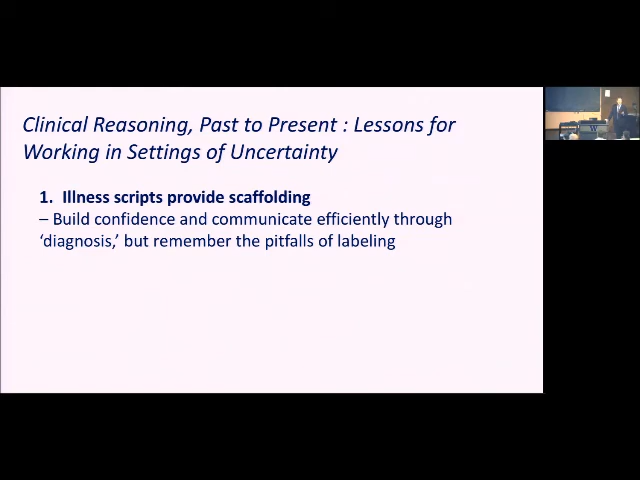 Clinical Reasoning, Past to Present : Lessons for
Working in Settings of Uncertainty
1. Illness scripts provide scaffolding
– Build confidence and communicate efficiently through
‘diagnosis,’ but remember the pitfalls of labeling